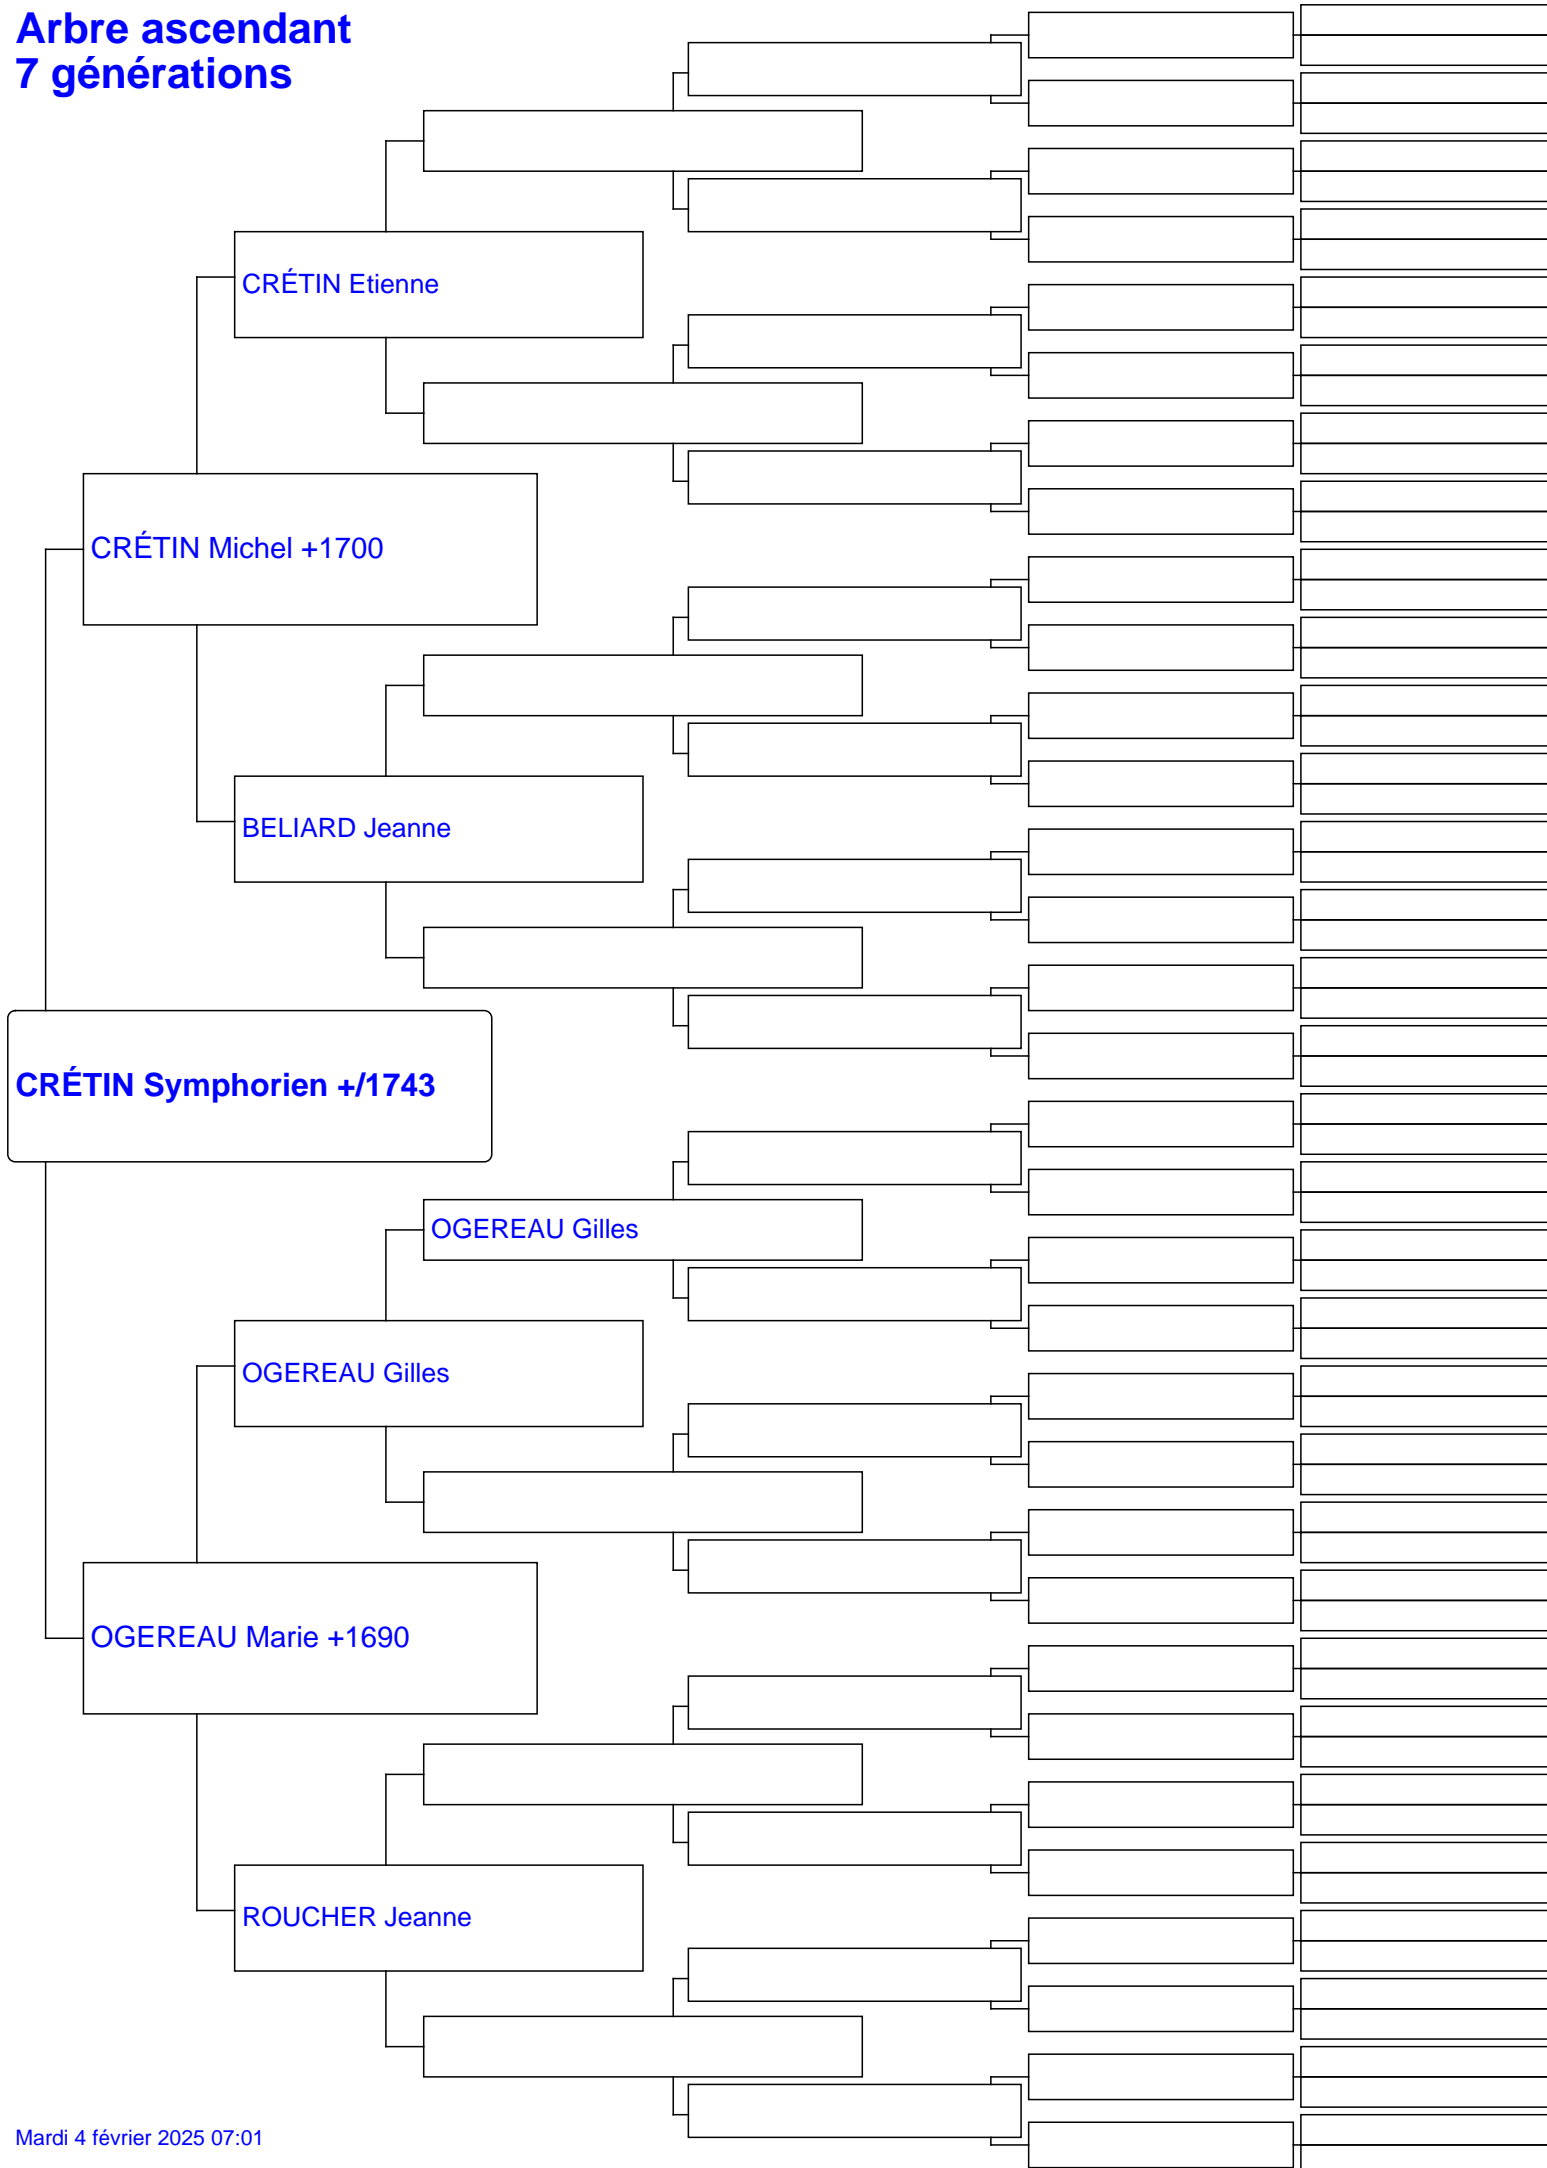 Arbre ascendant
7 générations
CRÉTIN Etienne
CRÉTIN Michel +1700
BELIARD Jeanne
CRÉTIN Symphorien +/1743
OGEREAU Gilles
OGEREAU Gilles
OGEREAU Marie +1690
ROUCHER Jeanne
Mardi 4 février 2025 07:01